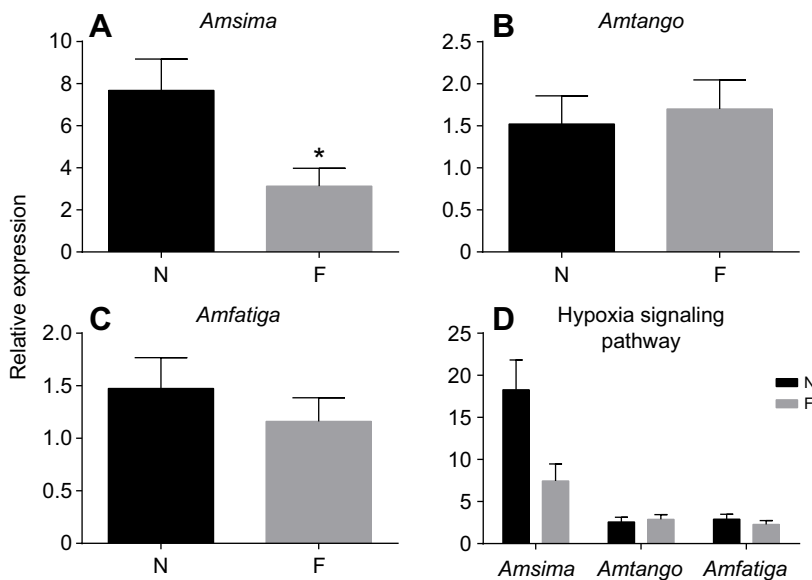 Relative expression
A
Amsima
10
8
6
4
2
0
*
N
F
B
Amtango
2.5
2.0
1.5
1.0
0.5
0
N
F
C
Amfatiga
2.0
1.5
1.0
0.5
0
N
F
D
Hypoxia signaling
pathway
25
20
15
10
5
0
N
F
Amsima
Amtango
Amfatiga